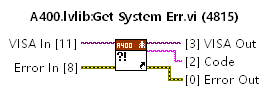 A400.lvlib:Get System Err.vi (4815)
VISA In [11]
A400
[3] VISA Out
?!
[2] Code
Error In [8]
[0] Error Out